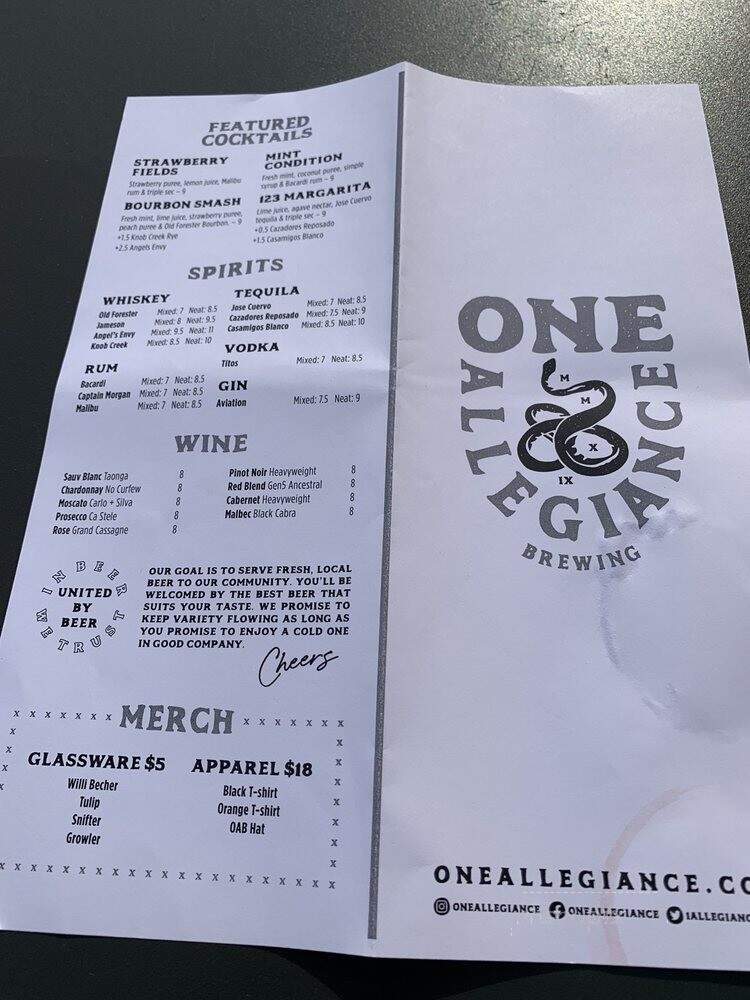 FEATURED
COCKTAILS
STRAWBERRY
FIELDS
Strawberry puree, lemon juice, Malibu
rum & triple sec ~ 9
MINT
CONDITION
Fresh mint, coconut puree, simple
syrup & Bacardi rum ~ 9
BOURBON SMASH
Fresh mint, lime juice, strawberry puree,
peach puree & Old Forester Bourbon. ~ 9
+1.5 Knob Creek Rye
+2.5 Angels Envy
123 MARGARITA
Lime juice, agave nectar, Jose Cuervo
tequila & triple sec ~ 9
+0.5 Cazadores Reposado
+1.5 Casamigos Blanco
SPIRITS
WHISKEY
Old Forester Mixed: 7 Neat: 8.5
Jameson Mixed: 8 Neat: 9.5
Angel's Envy Mixed: 9.5 Neat: 11
Knob Creek Mixed: 8.5 Neat: 10
TEQUILA
Jose Cuervo Mixed: 7 Neat: 8.5
Cazadores Reposado Mixed: 7.5 Neat: 9
Casamigos Blanco Mixed: 8.5 Neat: 10
RUM
Bacardi Mixed: 7 Neat: 8.5
Captain Morgan Mixed: 7 Neat: 8.5
Malibu Mixed: 7 Neat: 8.5
VODKA
Titos Mixed: 7 Neat: 8.5
GIN
Aviation Mixed: 7.5 Neat: 9
WINE
Sauv Blanc Taonga 8
Chardonnay No Curfew 8
Moscato Carlo + Silva 8
Prosecco Ca Stele 8
Rose Grand Cassagne 8
Pinot Noir Heavyweight 8
Red Blend Gen5 Ancestral 8
Cabernet Heavyweight 8
Malbec Black Cabra 8
IN BEER
UNITED
BY
BEER
WE TRUST
OUR GOAL IS TO SERVE FRESH, LOCAL
BEER TO OUR COMMUNITY. YOU'LL BE
WELCOMED BY THE BEST BEER THAT
SUITS YOUR TASTE. WE PROMISE TO
KEEP VARIETY FLOWING AS LONG AS
YOU PROMISE TO ENJOY A COLD ONE
IN GOOD COMPANY.
Cheers
MERCH
GLASSWARE $5
Willi Becher
Tulip
Snifter
Growler
APPAREL $18
Black T-shirt
Orange T-shirt
OAB Hat
ONE
ALLEGIANCE
BREWING
M
M
X
IX
ONEALLEGIANCE.CO
ONEALLEGIANCE ONEALLEGIANCE 1ALLEGIANC